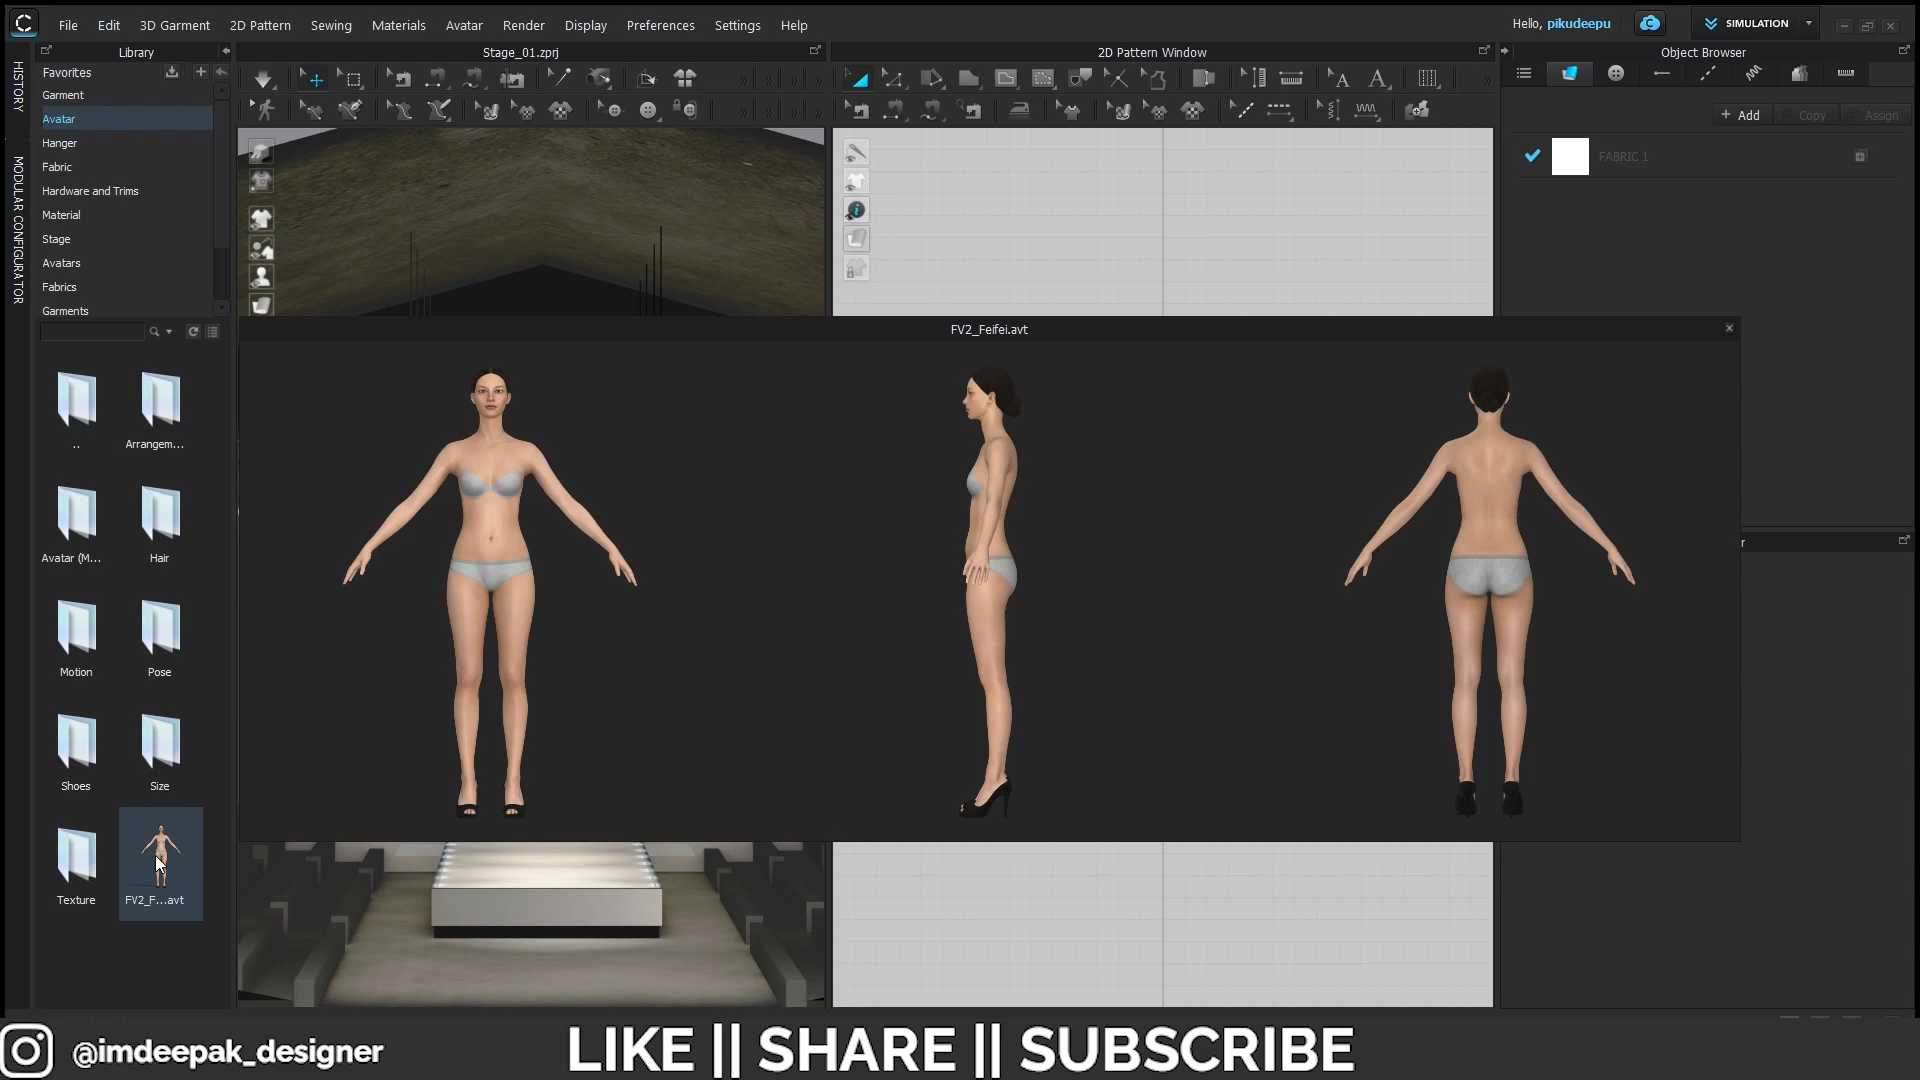 File Edit 3D Garment 2D Pattern Sewing Materials Avatar Render Display Preferences Settings Help
Hello, pikudeepu
SIMULATION
HISTORY
MODULAR CONFIGURATOR
Library
Favorites
Garment
Avatar
Hanger
Fabric
Hardware and Trims
Material
Stage
Avatars
Fabrics
Garments
..
Arrangem...
Avatar (M...
Hair
Motion
Pose
Shoes
Size
Texture
FV2_F...avt
Stage_01.zprj
2D Pattern Window
Object Browser
+ Add
Copy
Assign
FABRIC 1
FV2_Feifei.avt
@imdeepak_designer
LIKE || SHARE || SUBSCRIBE